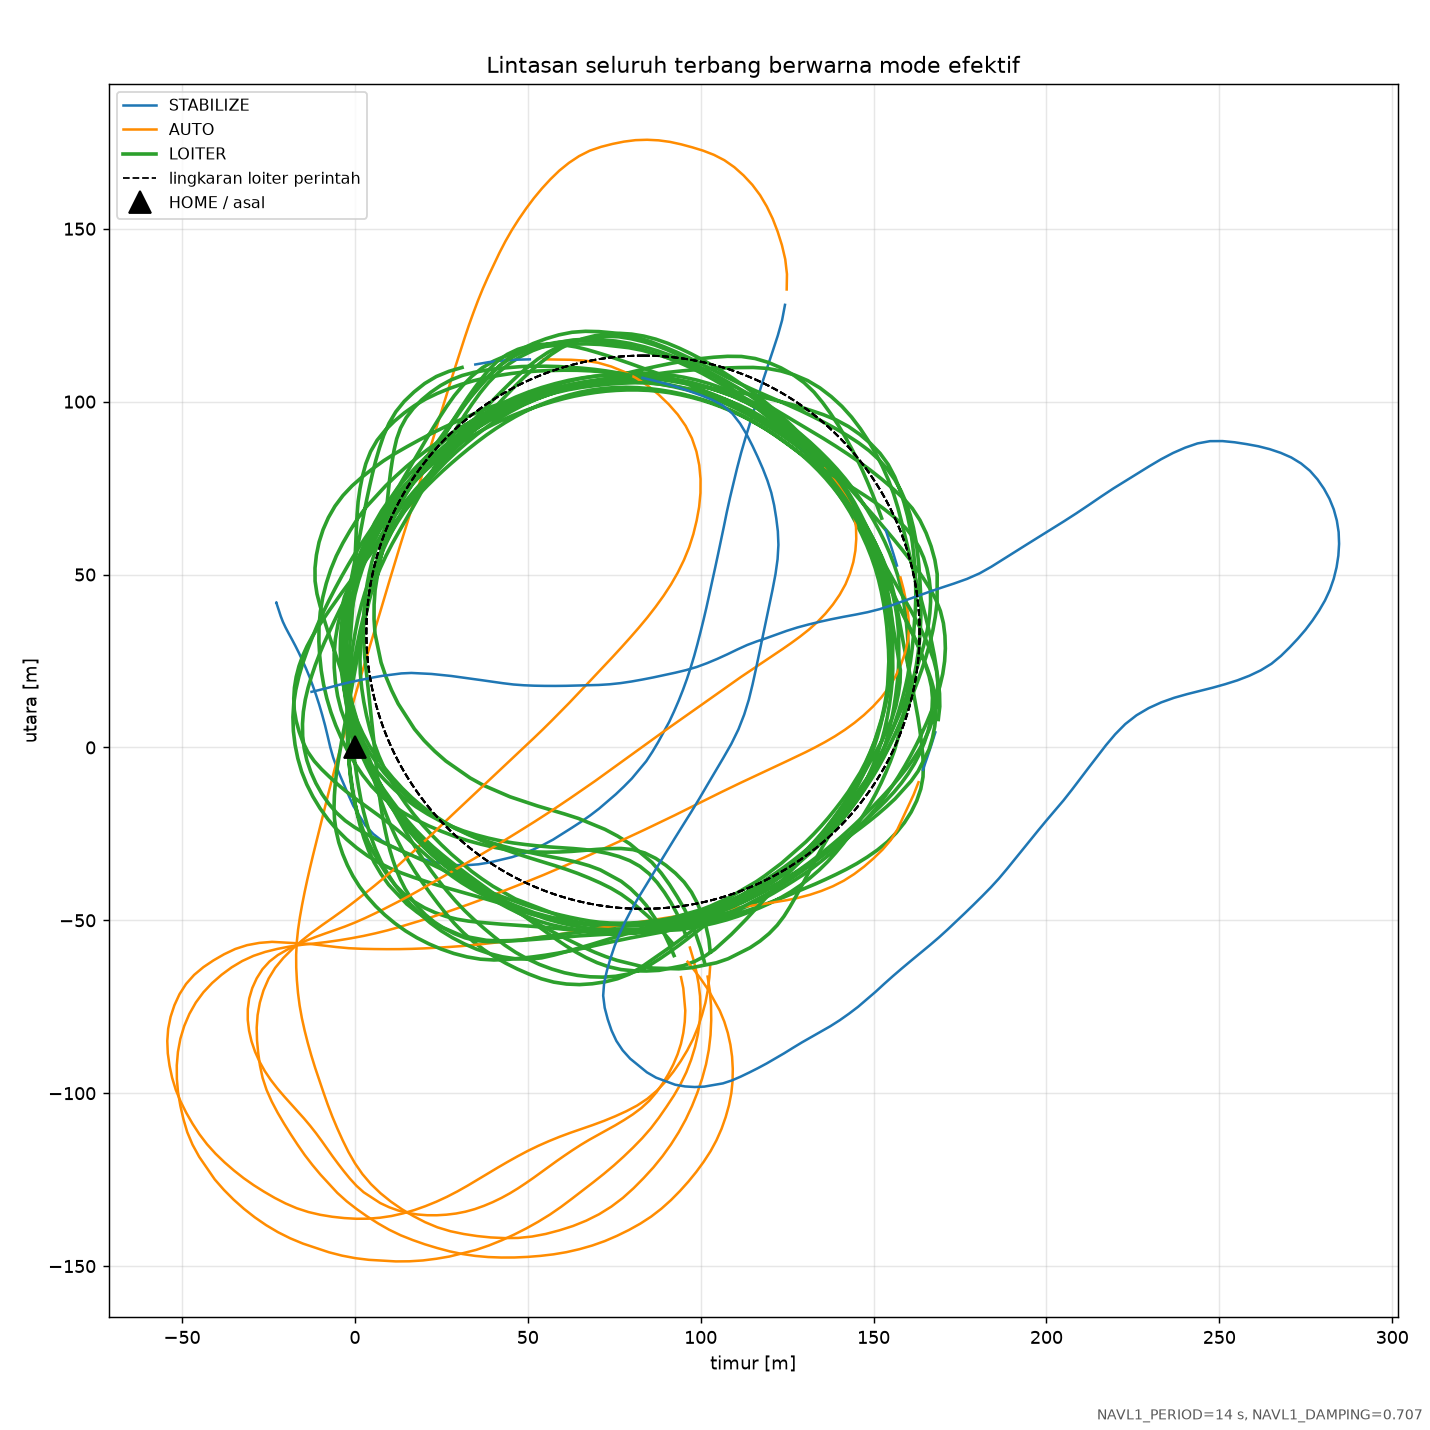 Lintasan seluruh terbang berwarna mode efektif
STABILIZE
AUTO
LOITER
lingkaran loiter perintah
HOME / asal
150
100
50
0
−50
−100
−150
utara [m]
−50
0
50
100
150
200
250
300
timur [m]
NAVL1_PERIOD=14 s, NAVL1_DAMPING=0.707